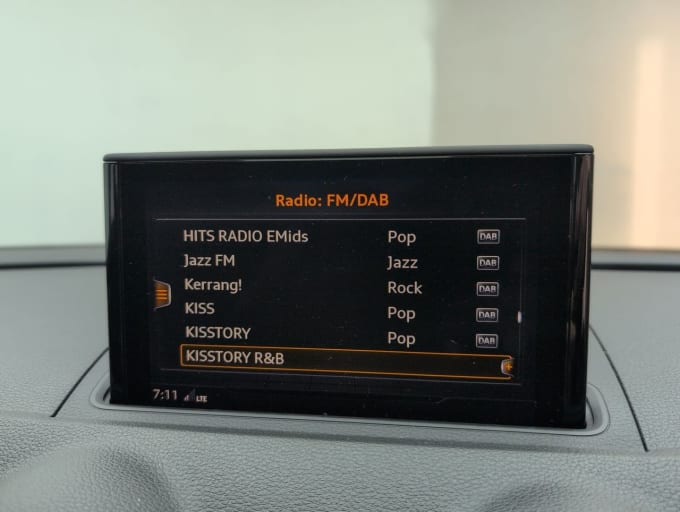 Radio: FM/DAB
HITS RADIO EMids Pop DAB
Jazz FM Jazz DAB
Kerrang! Rock DAB
KISS Pop DAB
KISSTORY Pop DAB
KISSTORY R&B
7:11 LTE